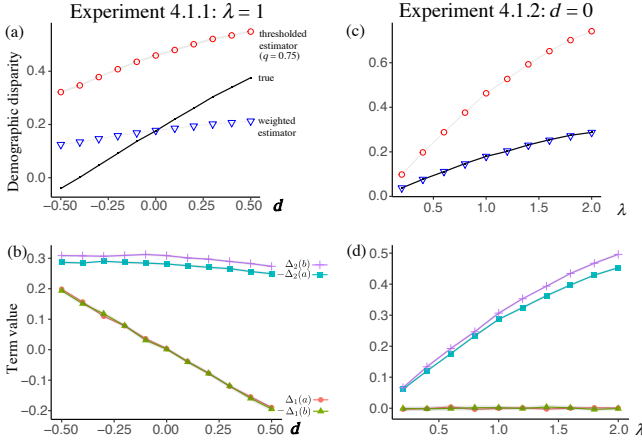 Experiment 4.1.1: λ = 1
Experiment 4.1.2: d = 0
(a)
thresholded
estimator
(q = 0.75)
true
weighted
estimator
Demographic disparity
0.4
0.2
0.0
−0.50 −0.25 0.00 0.25 0.50 d
(c)
0.6
0.4
0.2
0.0
0.5 1.0 1.5 2.0 λ
(b)
Δ₂(b)
−Δ₂(a)
Δ₁(a)
−Δ₁(b)
Term value
0.3
0.2
0.1
0.0
−0.1
−0.2
−0.50 −0.25 0.00 0.25 0.50 d
(d)
0.5
0.4
0.3
0.2
0.1
0.0
0.5 1.0 1.5 2.0 λ